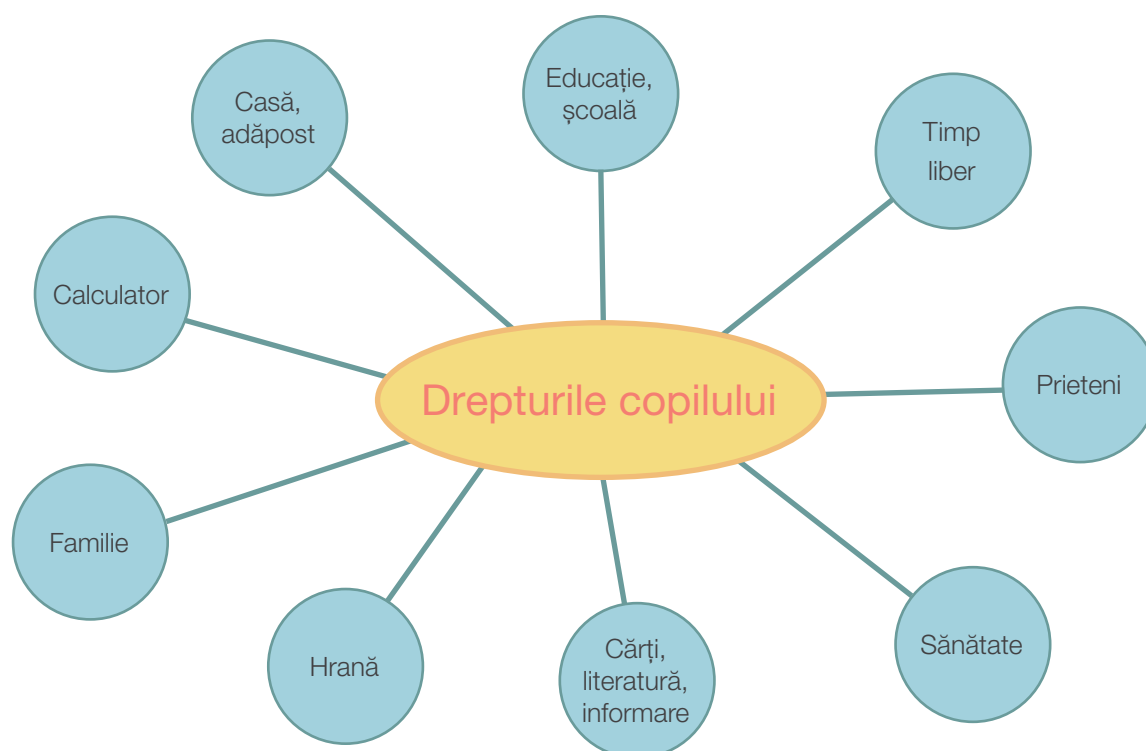 Educație,
școală
Casă,
adăpost
Timp
liber
Calculator
Prieteni
Drepturile copilului
Familie
Hrană
Cărți,
literatură,
informare
Sănătate